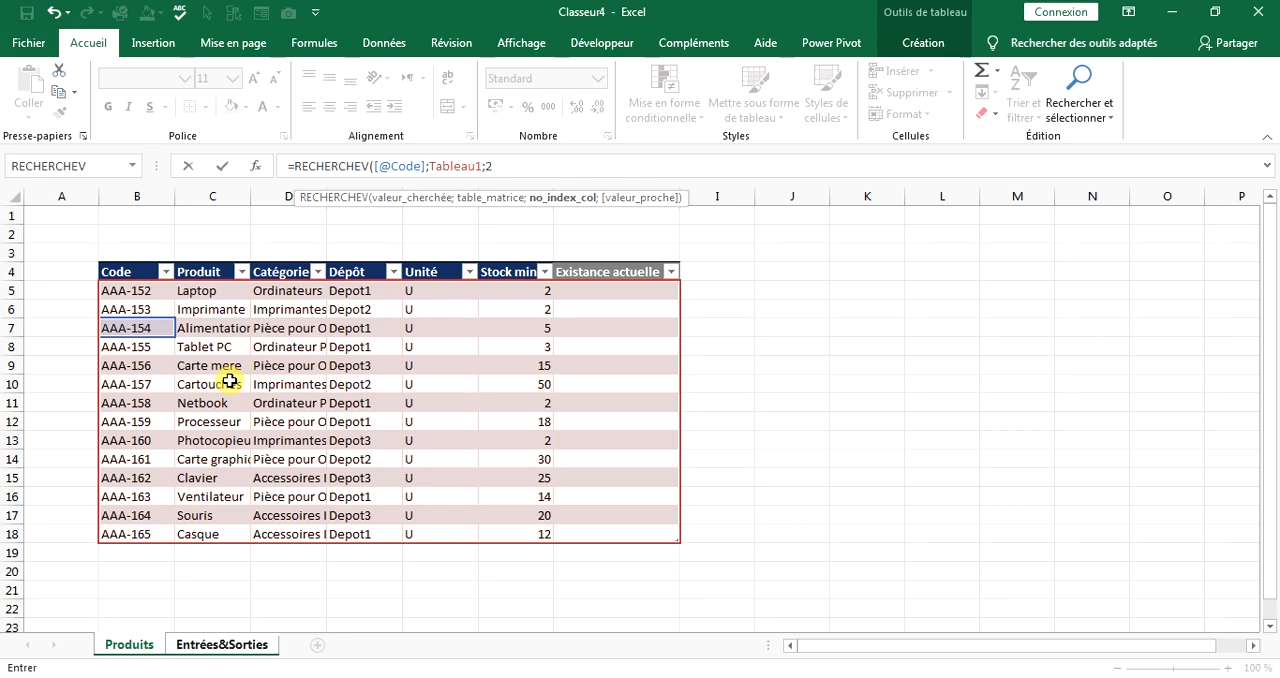 ABC
Classeur4 - Excel
Outils de tableau
Connexion
Fichier Accueil Insertion Mise en page Formules Données Révision Affichage Développeur Compléments Aide Power Pivot Création Rechercher des outils adaptés Partager
Coller
Presse-papiers
11
G I S
Police
ab
Alignement
Standard
% 000
Nombre
Mise en forme conditionnelle
Mettre sous forme de tableau
Styles de cellules
Styles
Insérer
Supprimer
Format
Cellules
Trier et filtrer
Rechercher et sélectionner
Édition
RECHERCHEV
fx
=RECHERCHEV([@Code];Tableau1;2
RECHERCHEV(valeur_cherchée; table_matrice; no_index_col; [valeur_proche])
A B C D I J K L M N O P
1
2
3
4 Code Produit Catégorie Dépôt Unité Stock min Existance actuelle
5 AAA-152 Laptop Ordinateurs Depot1 U 2
6 AAA-153 Imprimante Imprimantes Depot2 U 2
7 AAA-154 Alimentation Pièce pour O Depot1 U 5
8 AAA-155 Tablet PC Ordinateur P Depot1 U 3
9 AAA-156 Carte mere Pièce pour O Depot3 U 15
10 AAA-157 Cartouches Imprimantes Depot2 U 50
11 AAA-158 Netbook Ordinateur P Depot1 U 2
12 AAA-159 Processeur Pièce pour O Depot1 U 18
13 AAA-160 Photocopieu Imprimantes Depot3 U 2
14 AAA-161 Carte graphi Pièce pour O Depot2 U 30
15 AAA-162 Clavier Accessoires I Depot3 U 25
16 AAA-163 Ventilateur Pièce pour O Depot1 U 14
17 AAA-164 Souris Accessoires I Depot3 U 20
18 AAA-165 Casque Accessoires I Depot1 U 12
19
20
21
22
23
Produits Entrées&Sorties
Entrer
100 %